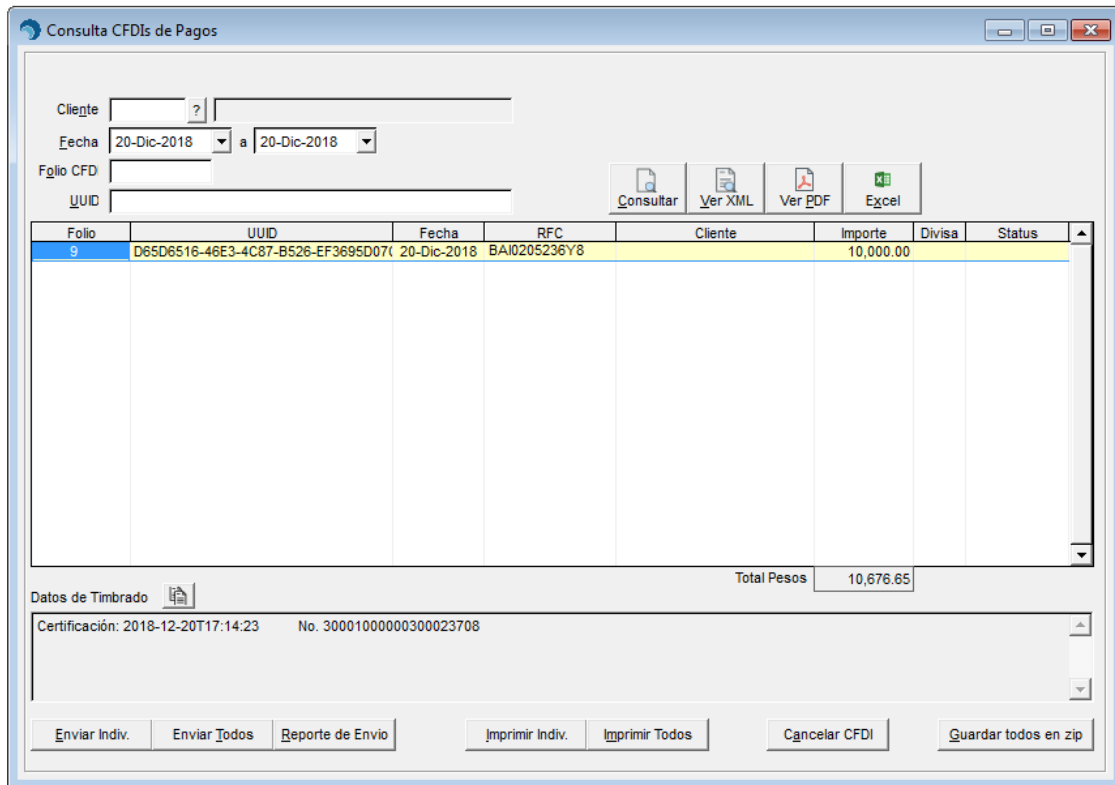 Consulta CFDIs de Pagos
Cliente ?
Fecha 20-Dic-2018 a 20-Dic-2018
Folio CFD
UUID
Consultar Ver XML Ver PDF Excel
Folio UUID Fecha RFC Cliente Importe Divisa Status
9 D65D6516-46E3-4C87-B526-EF3695D07( 20-Dic-2018 BAI0205236Y8 10,000.00
Total Pesos 10,676.65
Datos de Timbrado
Certificación: 2018-12-20T17:14:23 No. 30001000000300023708
Enviar Indiv. Enviar Todos Reporte de Envio Imprimir Indiv. Imprimir Todos Cancelar CFDI Guardar todos en zip